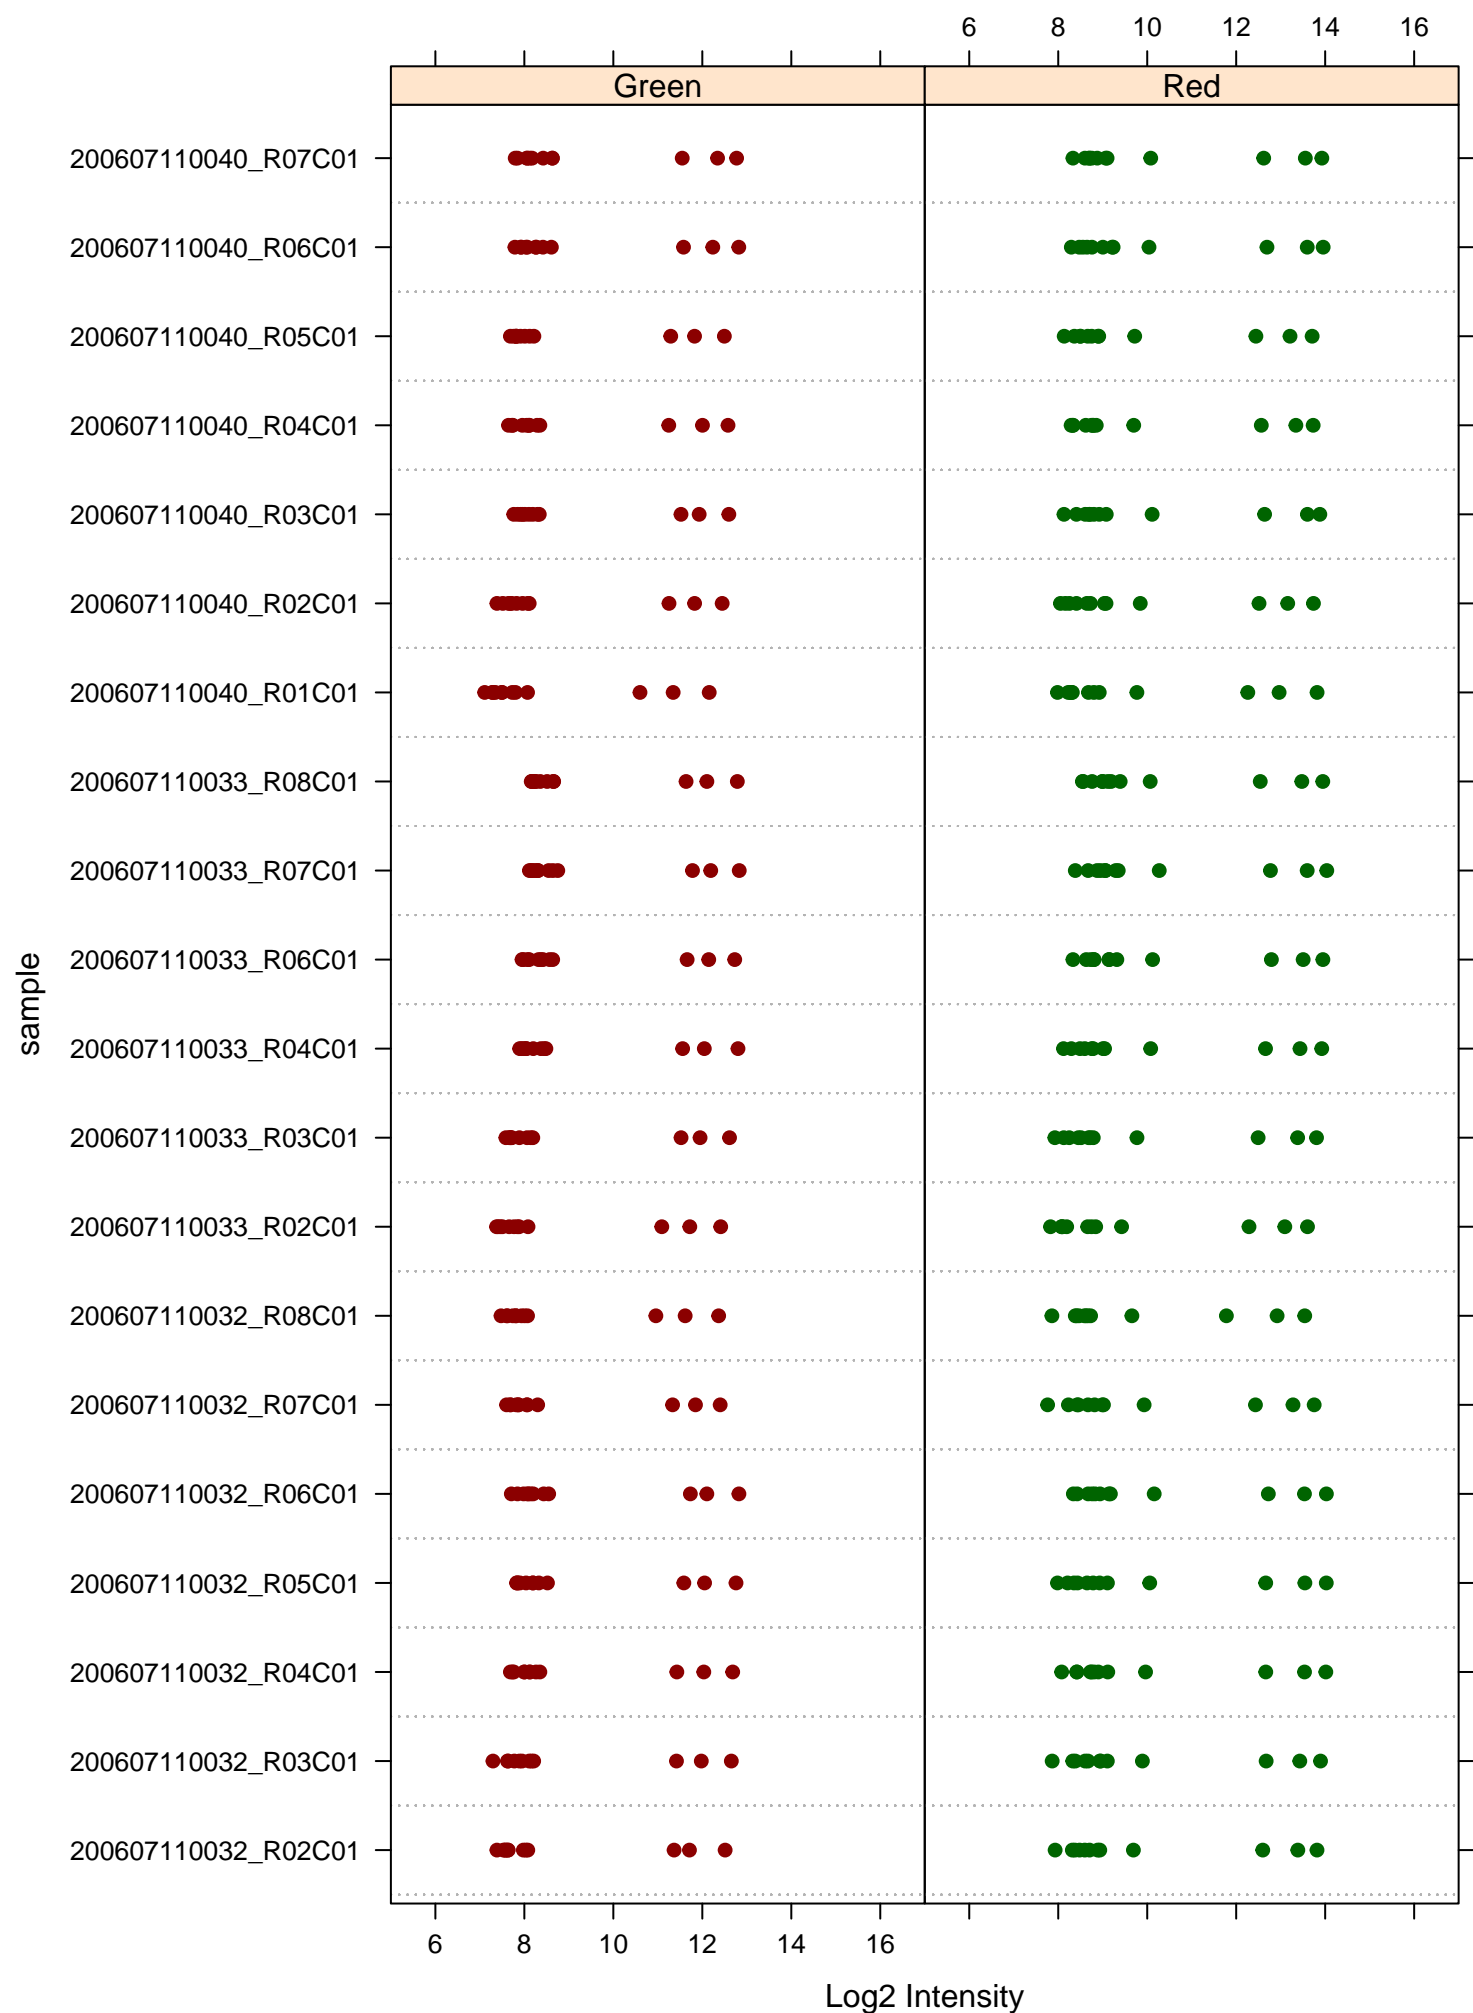 6 8 10 12 14 16
Green Red
200607110040_R07C01
200607110040_R06C01
200607110040_R05C01
200607110040_R04C01
200607110040_R03C01
200607110040_R02C01
200607110040_R01C01
200607110033_R08C01
200607110033_R07C01
200607110033_R06C01
200607110033_R04C01
200607110033_R03C01
200607110033_R02C01
200607110032_R08C01
200607110032_R07C01
200607110032_R06C01
200607110032_R05C01
200607110032_R04C01
200607110032_R03C01
200607110032_R02C01
sample
6 8 10 12 14 16
Log2 Intensity